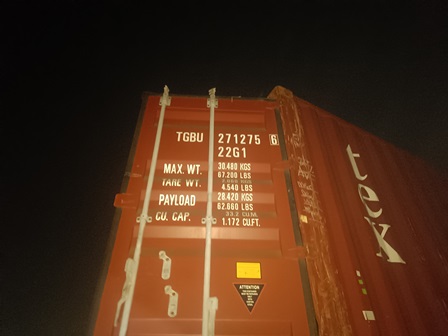 TGBU 271275 6
22G1
MAX. WT. 30.480 KGS
67.200 LBS
TARE WT.
4.540 LBS
PAYLOAD 28.420 KGS
62.660 LBS
CU. CAP. 33.2 CU.M.
1.172 CU.FT.
ATTENTION
tex